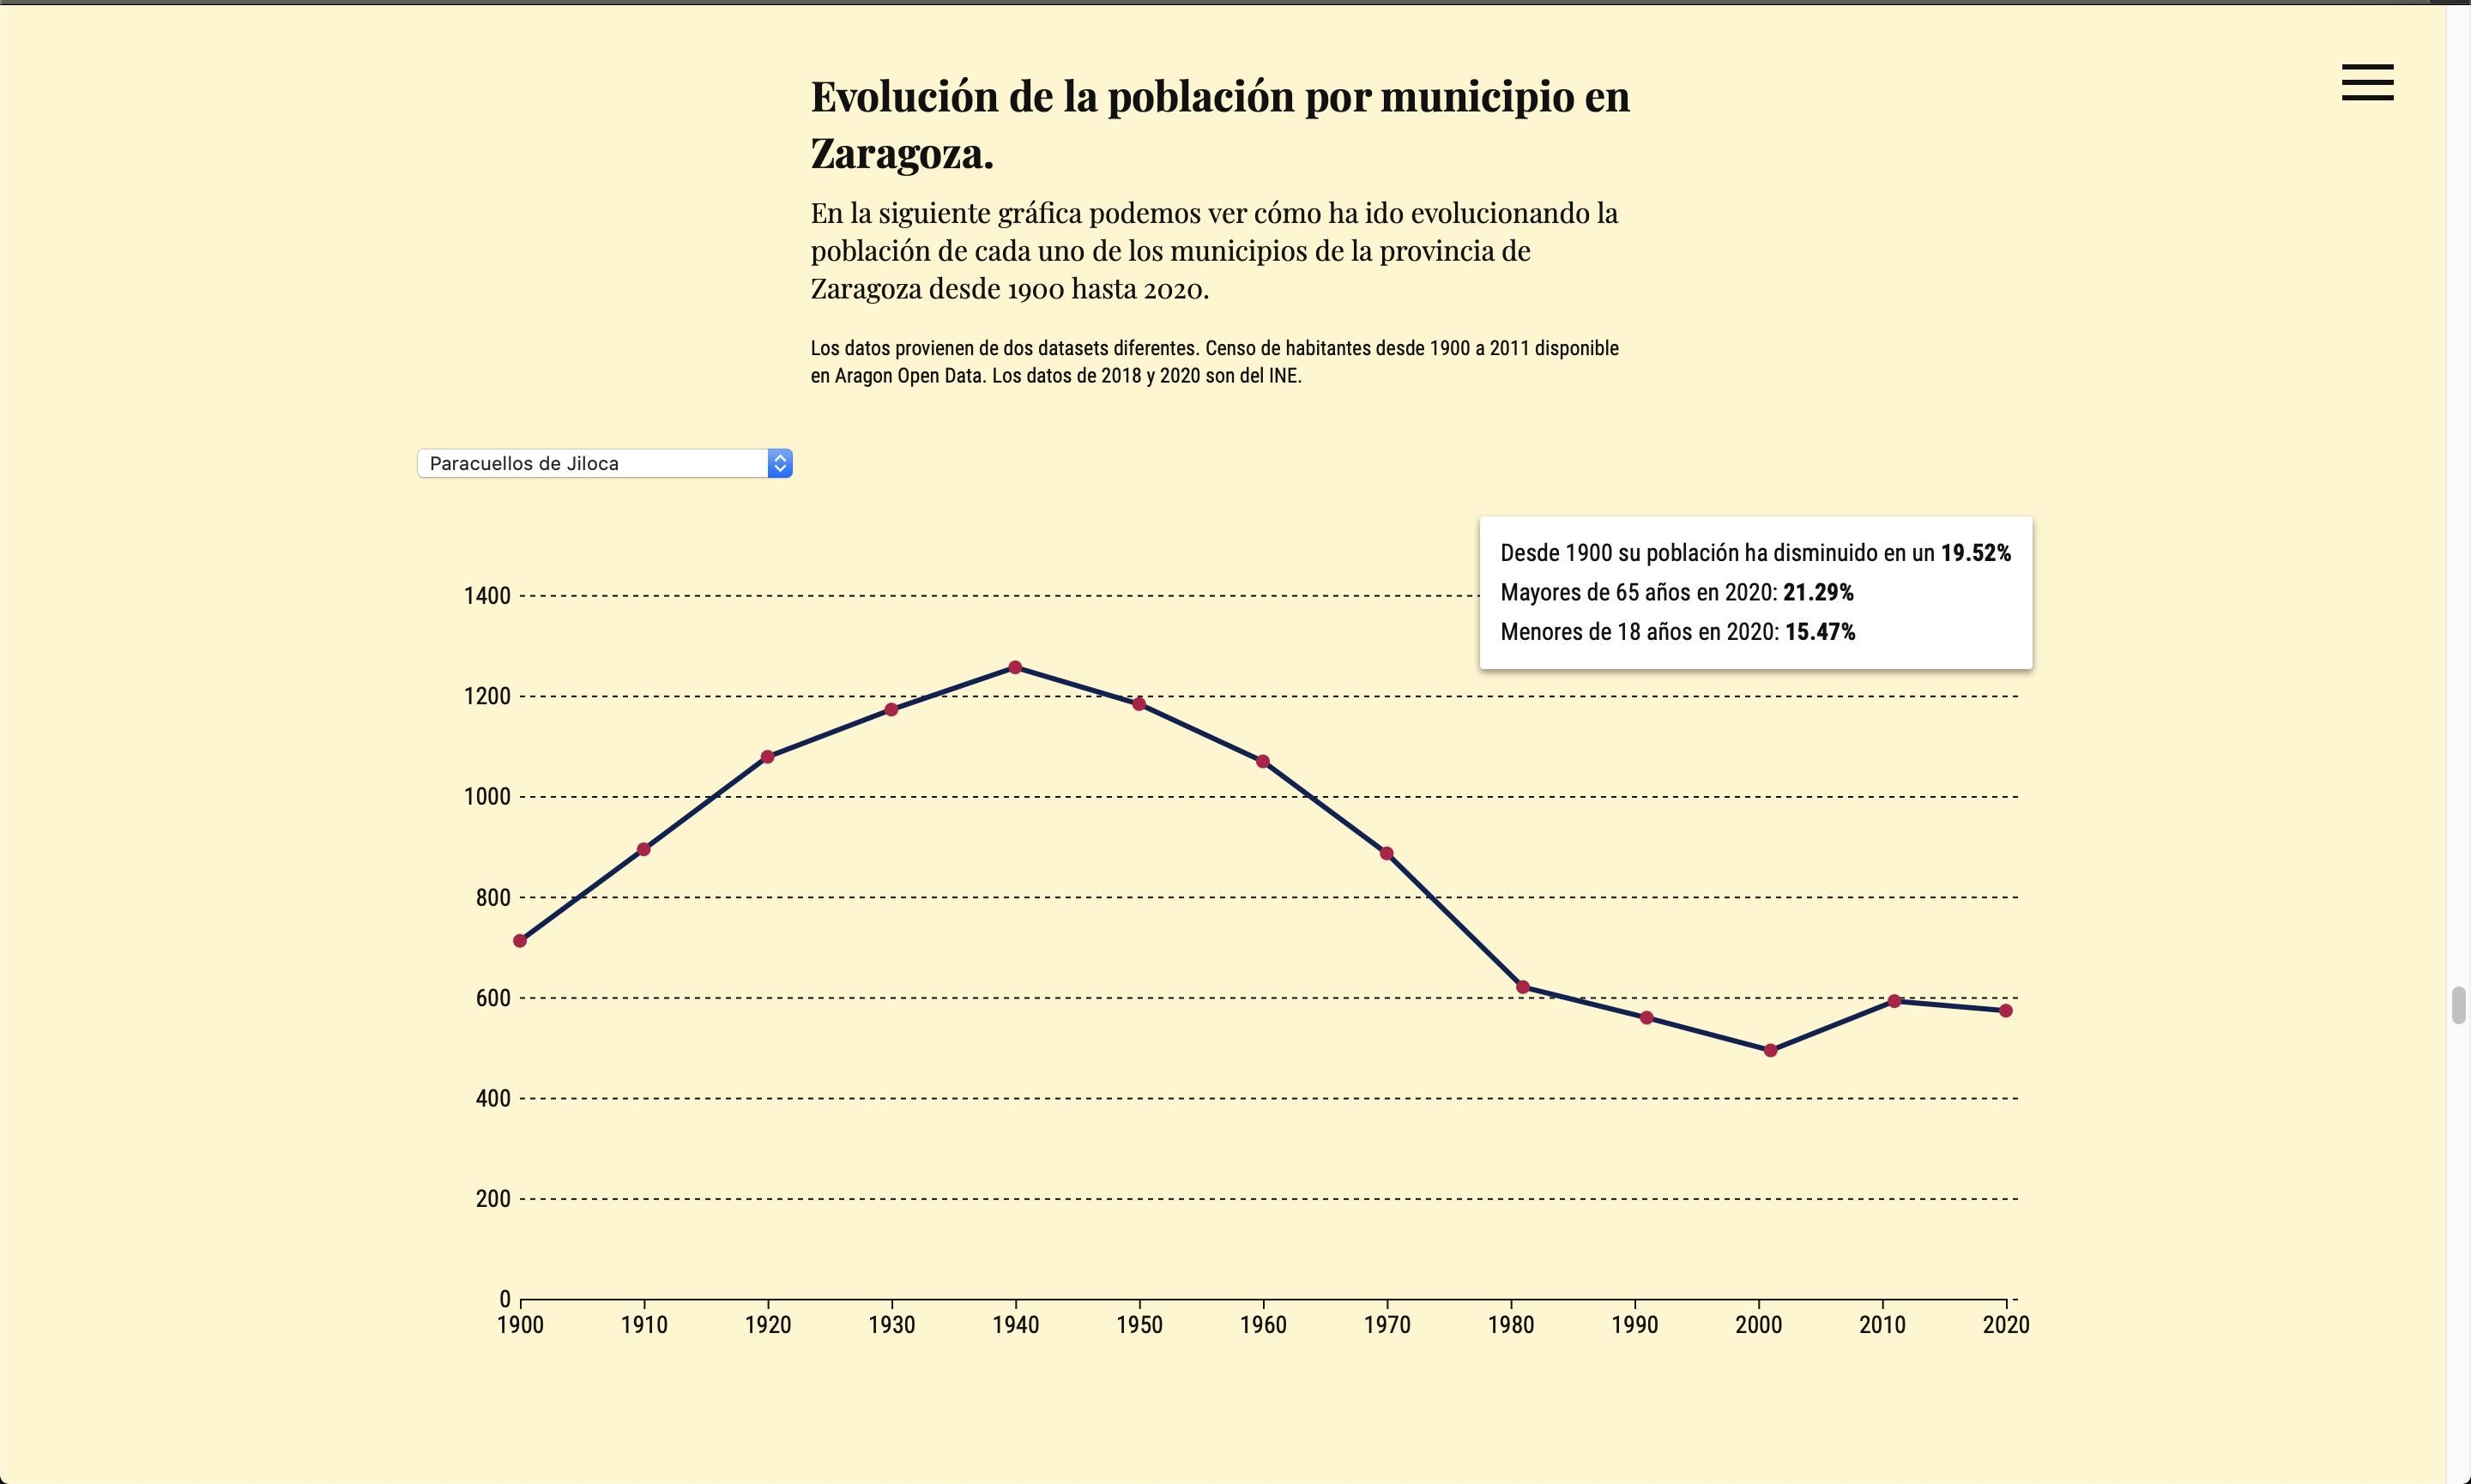 Evolución de la población por municipio en
Zaragoza.
En la siguiente gráfica podemos ver cómo ha ido evolucionando la
población de cada uno de los municipios de la provincia de
Zaragoza desde 1900 hasta 2020.
Los datos provienen de dos datasets diferentes. Censo de habitantes desde 1900 a 2011 disponible
en Aragon Open Data. Los datos de 2018 y 2020 son del INE.
Paracuellos de Jiloca
Desde 1900 su población ha disminuido en un 19.52%
Mayores de 65 años en 2020: 21.29%
Menores de 18 años en 2020: 15.47%
1400
1200
1000
800
600
400
200
0
1900 1910 1920 1930 1940 1950 1960 1970 1980 1990 2000 2010 2020